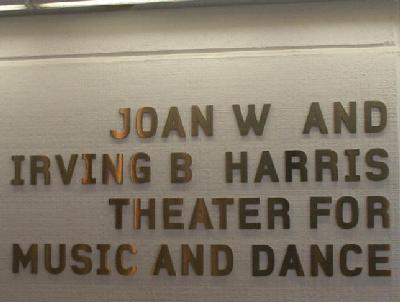 JOAN W AND
IRVING B HARRIS
THEATER FOR
MUSIC AND DANCE